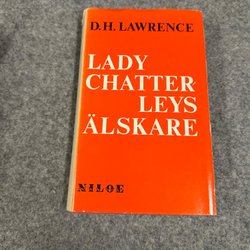 D.H. LAWRENCE
LADY
CHATTER
LEYS
ÄLSKARE
NILOE